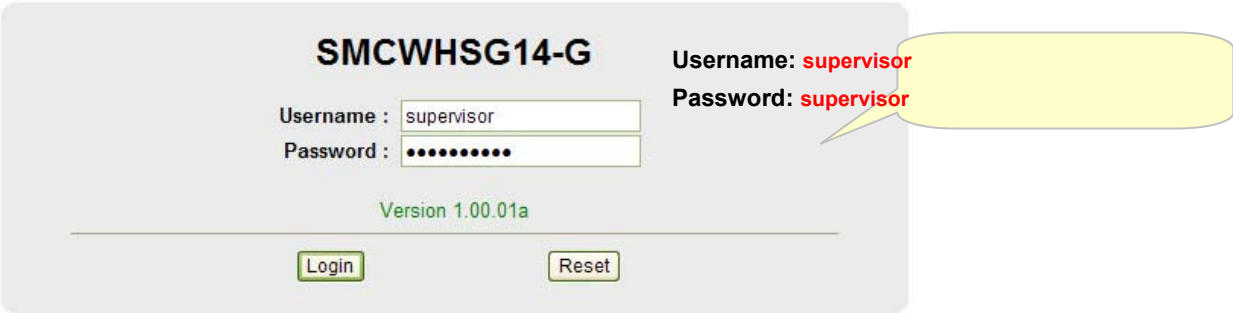 SMCWHSG14-G
Username: supervisor
Password: supervisor
Username : supervisor
Password : ••••••••••
Version 1.00.01a
Login Reset